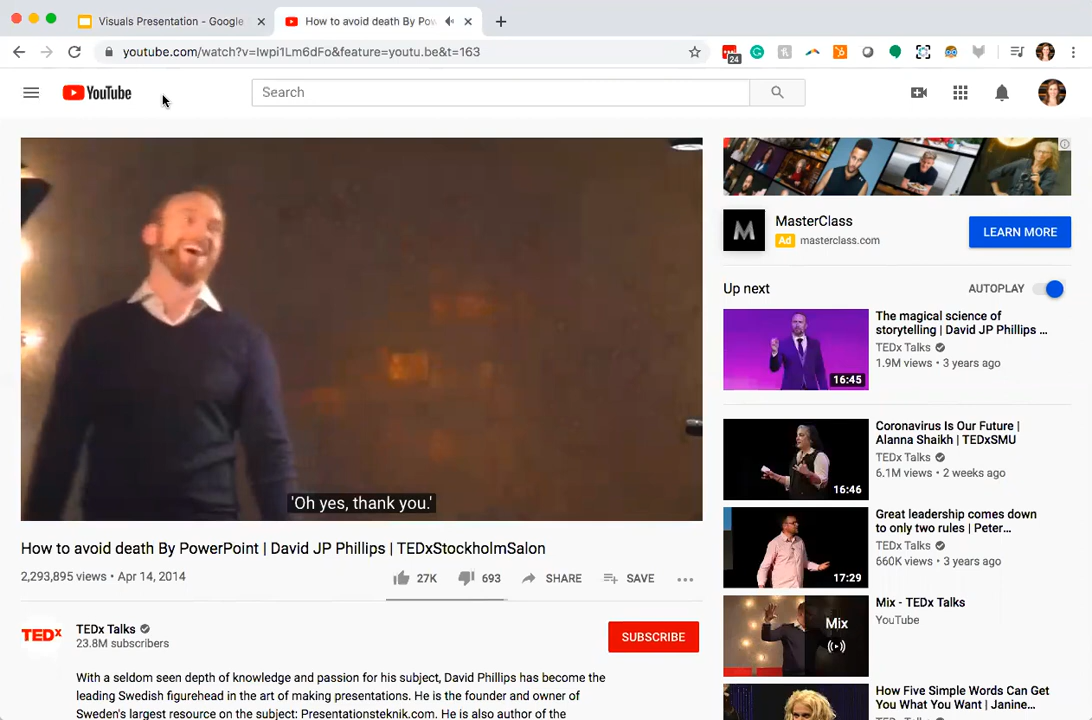 Visuals Presentation - Google
How to avoid death By Pow
youtube.com/watch?v=Iwpi1Lm6dFo&feature=youtu.be&t=163
24
YouTube
Search
'Oh yes, thank you.'
How to avoid death By PowerPoint | David JP Phillips | TEDxStockholmSalon
2,293,895 views • Apr 14, 2014
27K
693
SHARE
SAVE
TEDx
TEDx Talks
23.8M subscribers
SUBSCRIBE
With a seldom seen depth of knowledge and passion for his subject, David Phillips has become the
leading Swedish figurehead in the art of making presentations. He is the founder and owner of
Sweden's largest resource on the subject: Presentationsteknik.com. He is also author of the
M
MasterClass
Ad masterclass.com
LEARN MORE
Up next
AUTOPLAY
16:45
The magical science of
storytelling | David JP Phillips ...
TEDx Talks
1.9M views • 3 years ago
16:46
Coronavirus Is Our Future |
Alanna Shaikh | TEDxSMU
TEDx Talks
6.1M views • 2 weeks ago
17:29
Great leadership comes down
to only two rules | Peter...
TEDx Talks
660K views • 3 years ago
Mix
Mix - TEDx Talks
YouTube
How Five Simple Words Can Get
You What You Want | Janine...